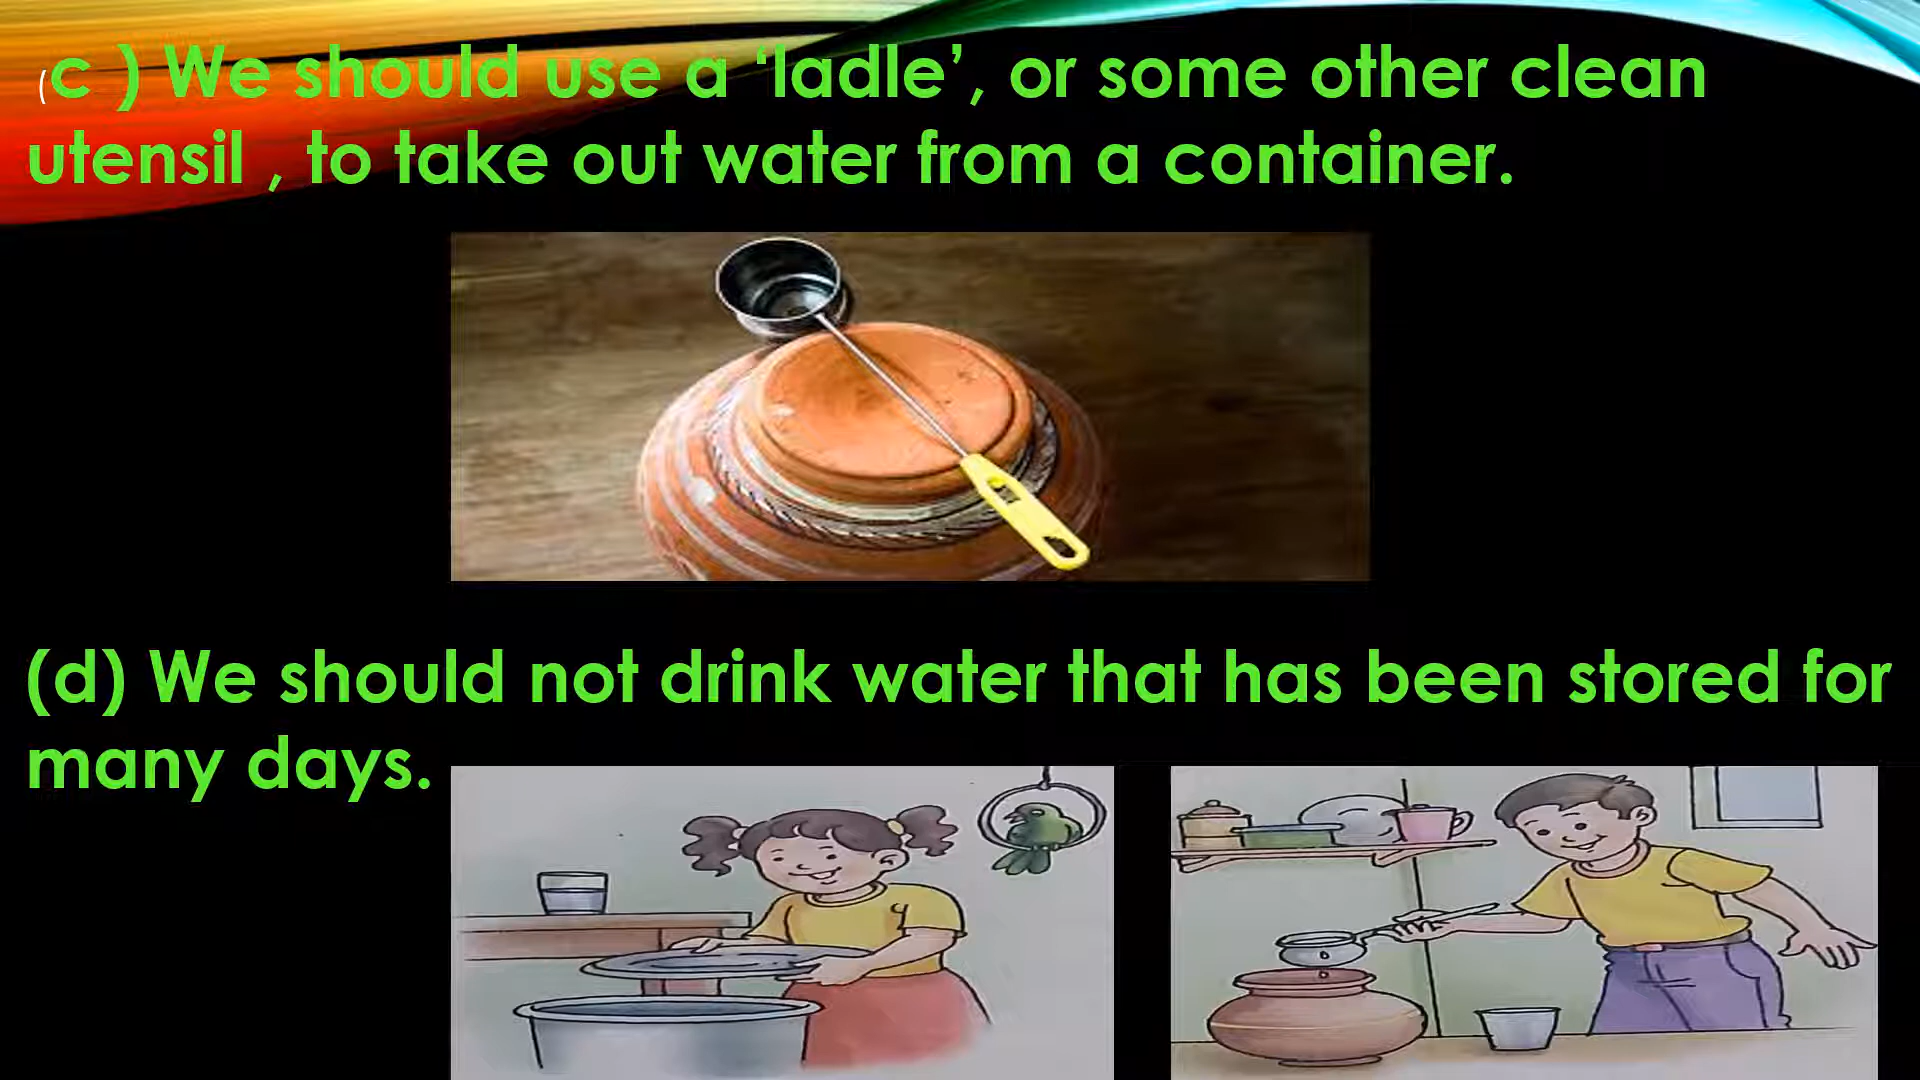 (c ) We should use a ‘ladle’, or some other clean
utensil , to take out water from a container.
(d) We should not drink water that has been stored for
many days.